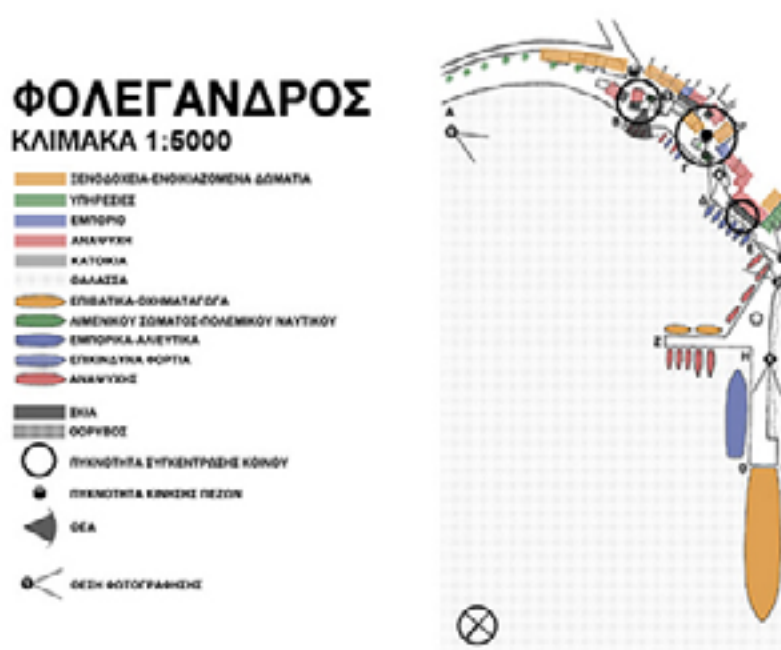 ΦΟΛΕΓΑΝΔΡΟΣ
ΚΛΙΜΑΚΑ 1:5000
ΞΕΝΟΔΟΧΕΙΑ-ΕΝΟΙΚΙΑΖΟΜΕΝΑ ΔΩΜΑΤΙΑ
ΥΠΗΡΕΣΙΕΣ
ΕΜΠΟΡΙΟ
ΑΝΑΨΥΧΗ
ΚΑΤΟΙΚΙΑ
ΘΑΛΑΣΣΑ
ΕΠΙΒΑΤΙΚΑ-ΟΧΗΜΑΤΑΓΩΓΑ
ΛΙΜΕΝΙΚΟΥ ΣΩΜΑΤΟΣ-ΠΟΛΕΜΙΚΟΥ ΝΑΥΤΙΚΟΥ
ΕΜΠΟΡΙΚΑ-ΑΛΙΕΥΤΙΚΑ
ΕΠΙΚΙΝΔΥΝΑ ΦΟΡΤΙΑ
ΑΝΑΨΥΧΗΣ
ΣΚΙΑ
ΘΟΡΥΒΟΣ
ΠΥΚΝΟΤΗΤΑ ΣΥΓΚΕΝΤΡΩΣΗΣ ΚΟΙΝΟΥ
ΠΥΚΝΟΤΗΤΑ ΚΙΝΗΣΗΣ ΠΕΖΩΝ
ΘΕΑ
ΘΕΣΗ ΦΩΤΟΓΡΑΦΗΣΗΣ
Α
Γ
Δ
Ζ
Η
Θ